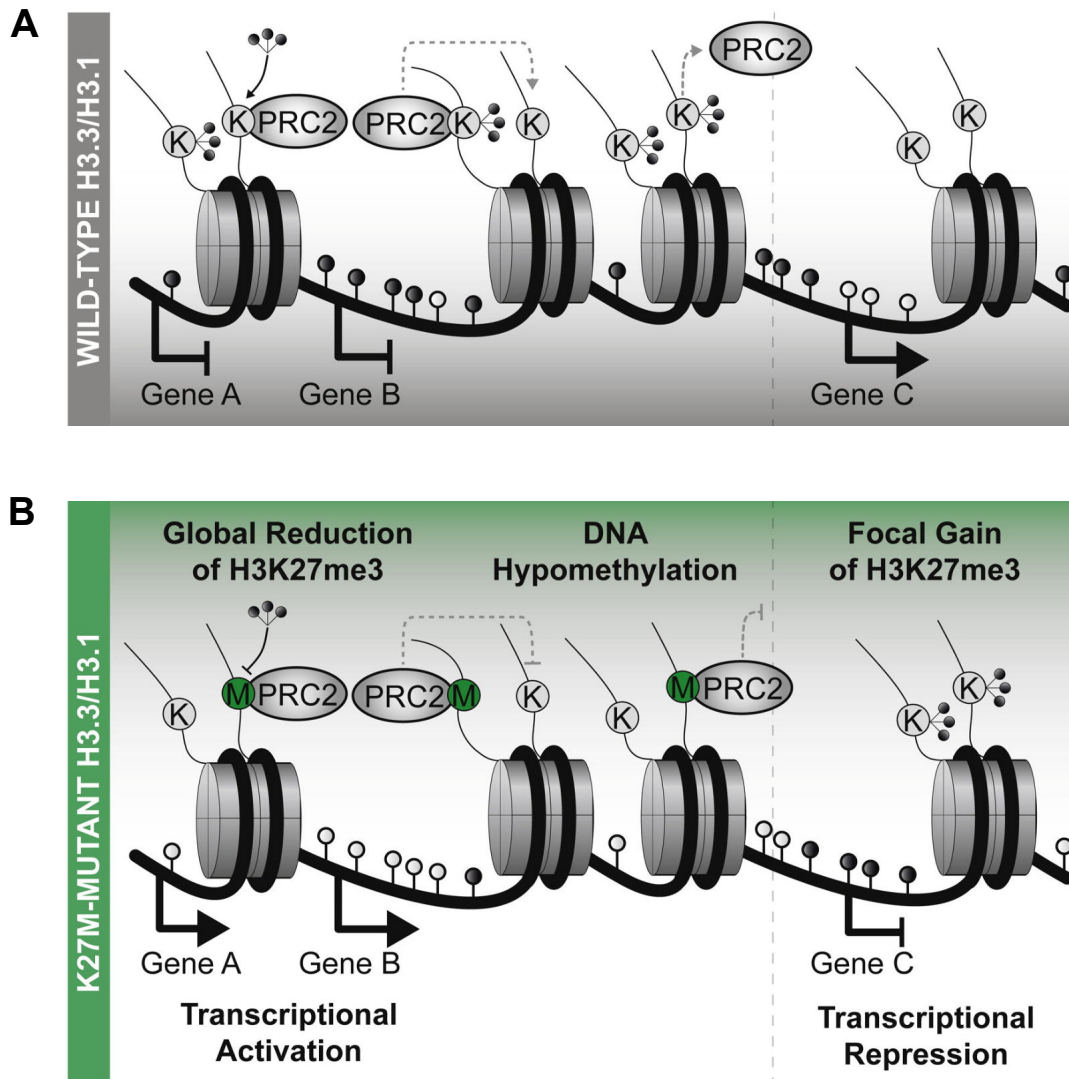 A
WILD-TYPE H3.3/H3.1
PRC2
K
K
PRC2
PRC2
K
K
K
K
K
K
Gene A
Gene B
Gene C
B
K27M-MUTANT H3.3/H3.1
Global Reduction
of H3K27me3
DNA
Hypomethylation
Focal Gain
of H3K27me3
K
M
PRC2
PRC2
M
K
K
M
PRC2
K
K
Gene A
Gene B
Gene C
Transcriptional
Activation
Transcriptional
Repression